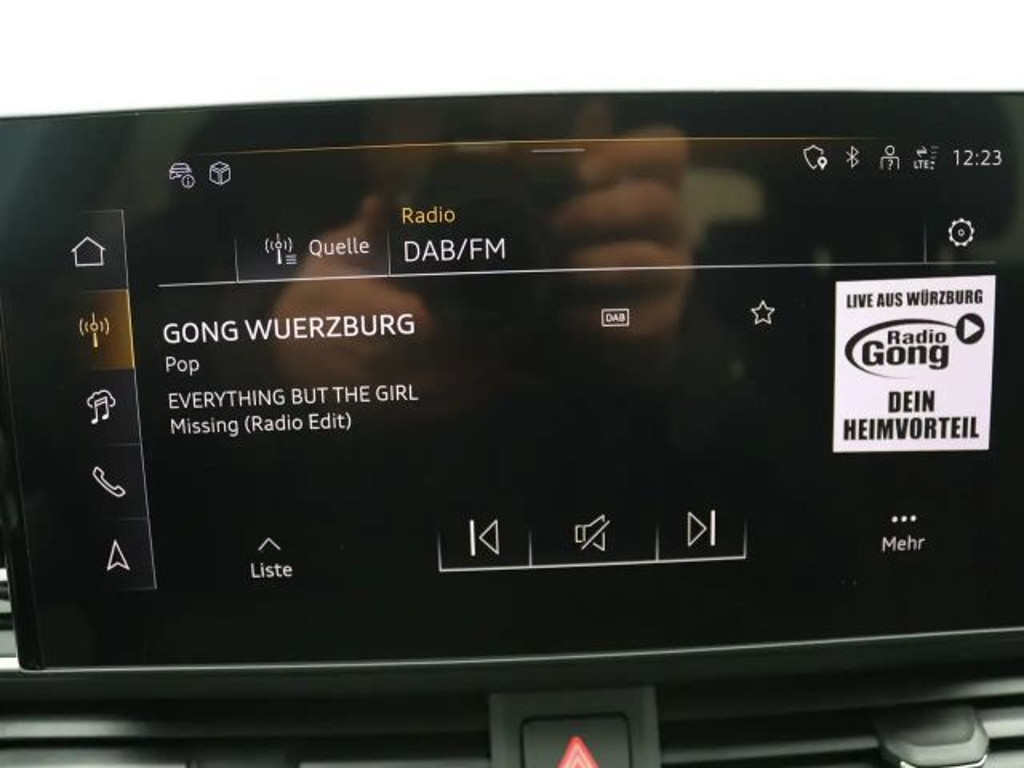 LTE
12:23
Radio
Quelle
DAB/FM
GONG WUERZBURG
DAB
Pop
EVERYTHING BUT THE GIRL
Missing (Radio Edit)
LIVE AUS WÜRZBURG
Radio
Gong
DEIN
HEIMVORTEIL
Liste
Mehr